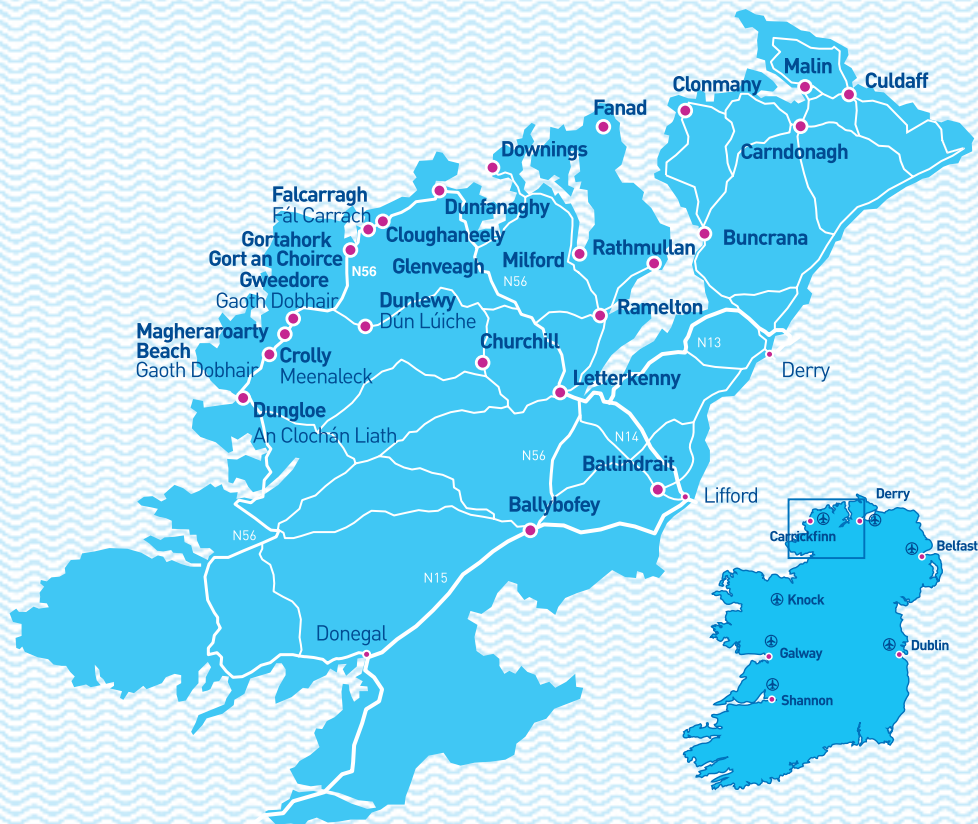 Malin
Culdaff
Clonmany
Fanad
Carndonagh
Downings
Falcarragh
Fál Carrach
Dunfanaghy
Cloughaneely
Gortahork
Gort an Choirce
Gweedore
Gaoth Dobhair
N56
Glenveagh
Milford
N56
Rathmullan
Buncrana
Dunlewy
Dún Lúiche
Ramelton
Magheraroarty
Beach
Gaoth Dobhair
Crolly
Meenaleck
Churchill
N13
Derry
Letterkenny
Dungloe
An Clochán Liath
N14
N56
Ballindrait
Lifford
Ballybofey
N56
N15
Donegal
Derry
Carrickfinn
Belfast
Knock
Galway
Dublin
Shannon